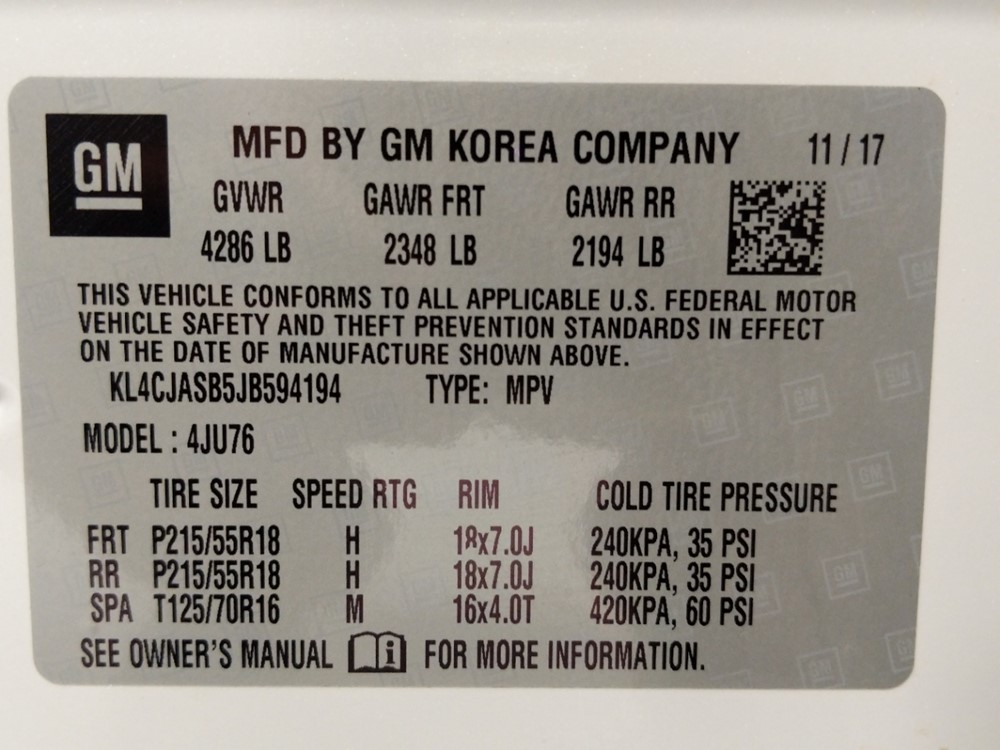 GM
MFD BY GM KOREA COMPANY 11 / 17
GVWR GAWR FRT GAWR RR
4286 LB 2348 LB 2194 LB
THIS VEHICLE CONFORMS TO ALL APPLICABLE U.S. FEDERAL MOTOR
VEHICLE SAFETY AND THEFT PREVENTION STANDARDS IN EFFECT
ON THE DATE OF MANUFACTURE SHOWN ABOVE.
KL4CJASB5JB594194 TYPE: MPV
MODEL : 4JU76
TIRE SIZE SPEED RTG RIM COLD TIRE PRESSURE
FRT P215/55R18 H 18x7.0J 240KPA, 35 PSI
RR P215/55R18 H 18x7.0J 240KPA, 35 PSI
SPA T125/70R16 M 16x4.0T 420KPA, 60 PSI
SEE OWNER'S MANUAL i FOR MORE INFORMATION.